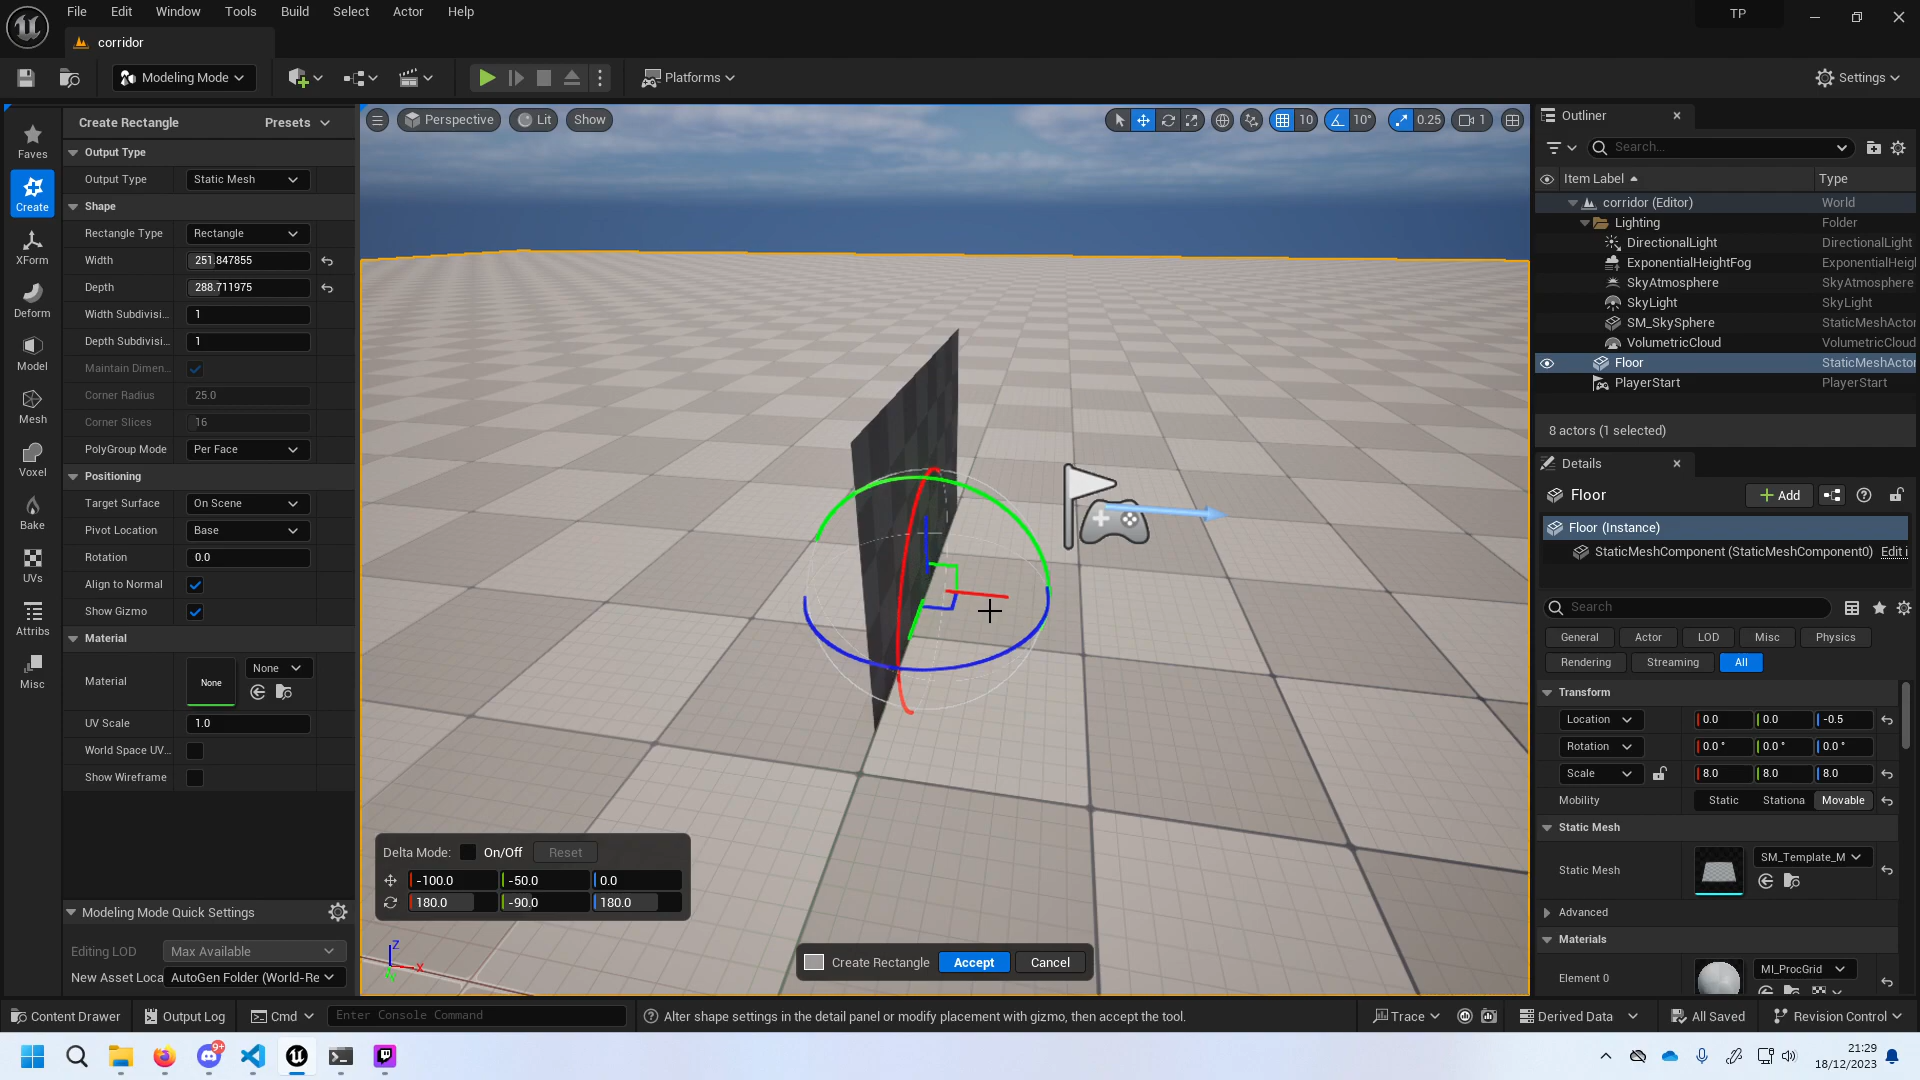 File Edit Window Tools Build Select Actor Help
TP
corridor
Modeling Mode
Platforms
Settings
Create Rectangle Presets
Perspective Lit Show
10 10° 0.25 1
Outliner
Faves
Output Type
Search...
Output Type Static Mesh
Item Label Type
Create
Shape
corridor (Editor) World
Rectangle Type Rectangle
Lighting Folder
DirectionalLight DirectionalLight
XForm
Width 251.847855
ExponentialHeightFog ExponentialHeigl
Depth 288.711975
SkyAtmosphere SkyAtmosphere
SkyLight SkyLight
Deform
Width Subdivisi... 1
SM_SkySphere StaticMeshActor
Depth Subdivisi... 1
VolumetricCloud VolumetricCloud
Model
Maintain Dimen...
Floor StaticMeshActor
PlayerStart PlayerStart
Corner Radius 25.0
Mesh
Corner Slices 16
8 actors (1 selected)
PolyGroup Mode Per Face
Details
Voxel
Positioning
Floor Add
Target Surface On Scene
Bake
Pivot Location Base
Floor (Instance)
StaticMeshComponent (StaticMeshComponent0) Edit i
Rotation 0.0
UVs
Align to Normal
Show Gizmo
Search
Attribs
Material
General Actor LOD Misc Physics
Rendering Streaming All
Material None None
Misc
Transform
UV Scale 1.0
Location 0.0 0.0 -0.5
World Space UV...
Rotation 0.0 ° 0.0 ° 0.0 °
Show Wireframe
Scale 8.0 8.0 8.0
Mobility Static Stationa Movable
Static Mesh
Delta Mode: On/Off Reset
Static Mesh SM_Template_M
-100.0 -50.0 0.0
180.0 -90.0 180.0
Modeling Mode Quick Settings
Advanced
Materials
Editing LOD Max Available
Z
X
Create Rectangle Accept Cancel
Element 0 MI_ProcGrid
New Asset Loca AutoGen Folder (World-Re
Content Drawer Output Log Cmd Enter Console Command Alter shape settings in the detail panel or modify placement with gizmo, then accept the tool. Trace Derived Data All Saved Revision Control
9+
21:29
18/12/2023